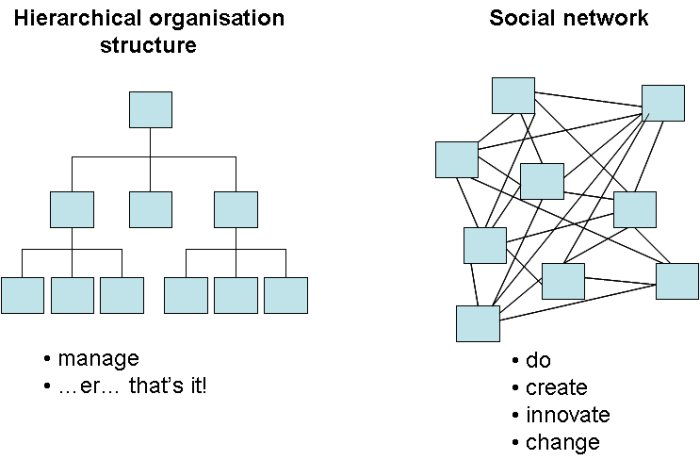 Hierarchical organisation
structure
• manage
• …er… that's it!
Social network
• do
• create
• innovate
• change